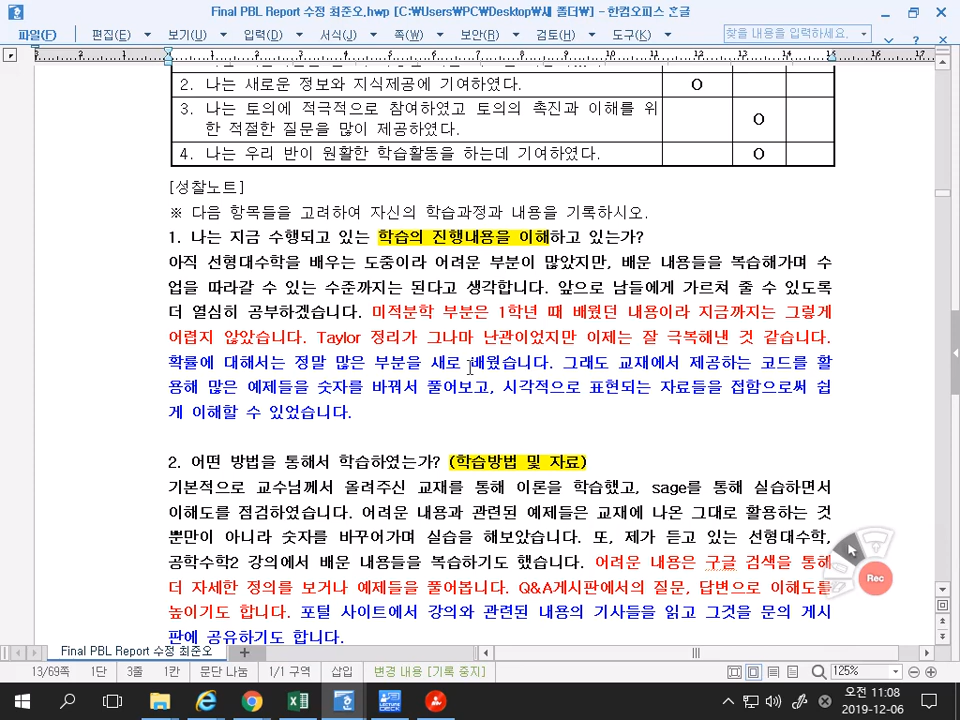 Final PBL Report 수정 최준오.hwp [C:₩Users₩PC₩Desktop₩새 폴더₩] - 한컴오피스 흔글
파일(F) 편집(E) 보기(U) 입력(D) 서식(J) 쪽(W) 보안(R) 검토(H) 도구(K) 찾을 내용을 입력하세요.
1 2 3 4 5 6 7 8 9 10 11 12 13 14 15 16 17
2. 나는 새로운 정보와 지식제공에 기여하였다. O
3. 나는 토의에 적극적으로 참여하였고 토의의 촉진과 이해를 위
한 적절한 질문을 많이 제공하였다. O
4. 나는 우리 반이 원활한 학습활동을 하는데 기여하였다. O
[성찰노트]
※ 다음 항목들을 고려하여 자신의 학습과정과 내용을 기록하시오.
1. 나는 지금 수행되고 있는 학습의 진행내용을 이해하고 있는가?
아직 선형대수학을 배우는 도중이라 어려운 부분이 많았지만, 배운 내용들을 복습해가며 수
업을 따라갈 수 있는 수준까지는 된다고 생각합니다. 앞으로 남들에게 가르쳐 줄 수 있도록
더 열심히 공부하겠습니다. 미적분학 부분은 1학년 때 배웠던 내용이라 지금까지는 그렇게
어렵지 않았습니다. Taylor 정리가 그나마 난관이었지만 이제는 잘 극복해낸 것 같습니다.
확률에 대해서는 정말 많은 부분을 새로 배웠습니다. 그래도 교재에서 제공하는 코드를 활
용해 많은 예제들을 숫자를 바꿔서 풀어보고, 시각적으로 표현되는 자료들을 접함으로써 쉽
게 이해할 수 있었습니다.
2. 어떤 방법을 통해서 학습하였는가? (학습방법 및 자료)
기본적으로 교수님께서 올려주신 교재를 통해 이론을 학습했고, sage를 통해 실습하면서
이해도를 점검하였습니다. 어려운 내용과 관련된 예제들은 교재에 나온 그대로 활용하는 것
뿐만이 아니라 숫자를 바꾸어가며 실습을 해보았습니다. 또, 제가 듣고 있는 선형대수학,
공학수학2 강의에서 배운 내용들을 복습하기도 했습니다. 어려운 내용은 구글 검색을 통해
더 자세한 정의를 보거나 예제들을 풀어봅니다. Q&A게시판에서의 질문, 답변으로 이해도를
높이기도 합니다. 포털 사이트에서 강의와 관련된 내용의 기사들을 읽고 그것을 문의 게시
판에 공유하기도 합니다.
Rec
Final PBL Report 수정 최준오
13/69쪽 1단 3줄 1칸 문단 나눔 1/1 구역 삽입 변경 내용 [기록 중지] 125%
LECTURE DECK
오전 11:08
2019-12-06